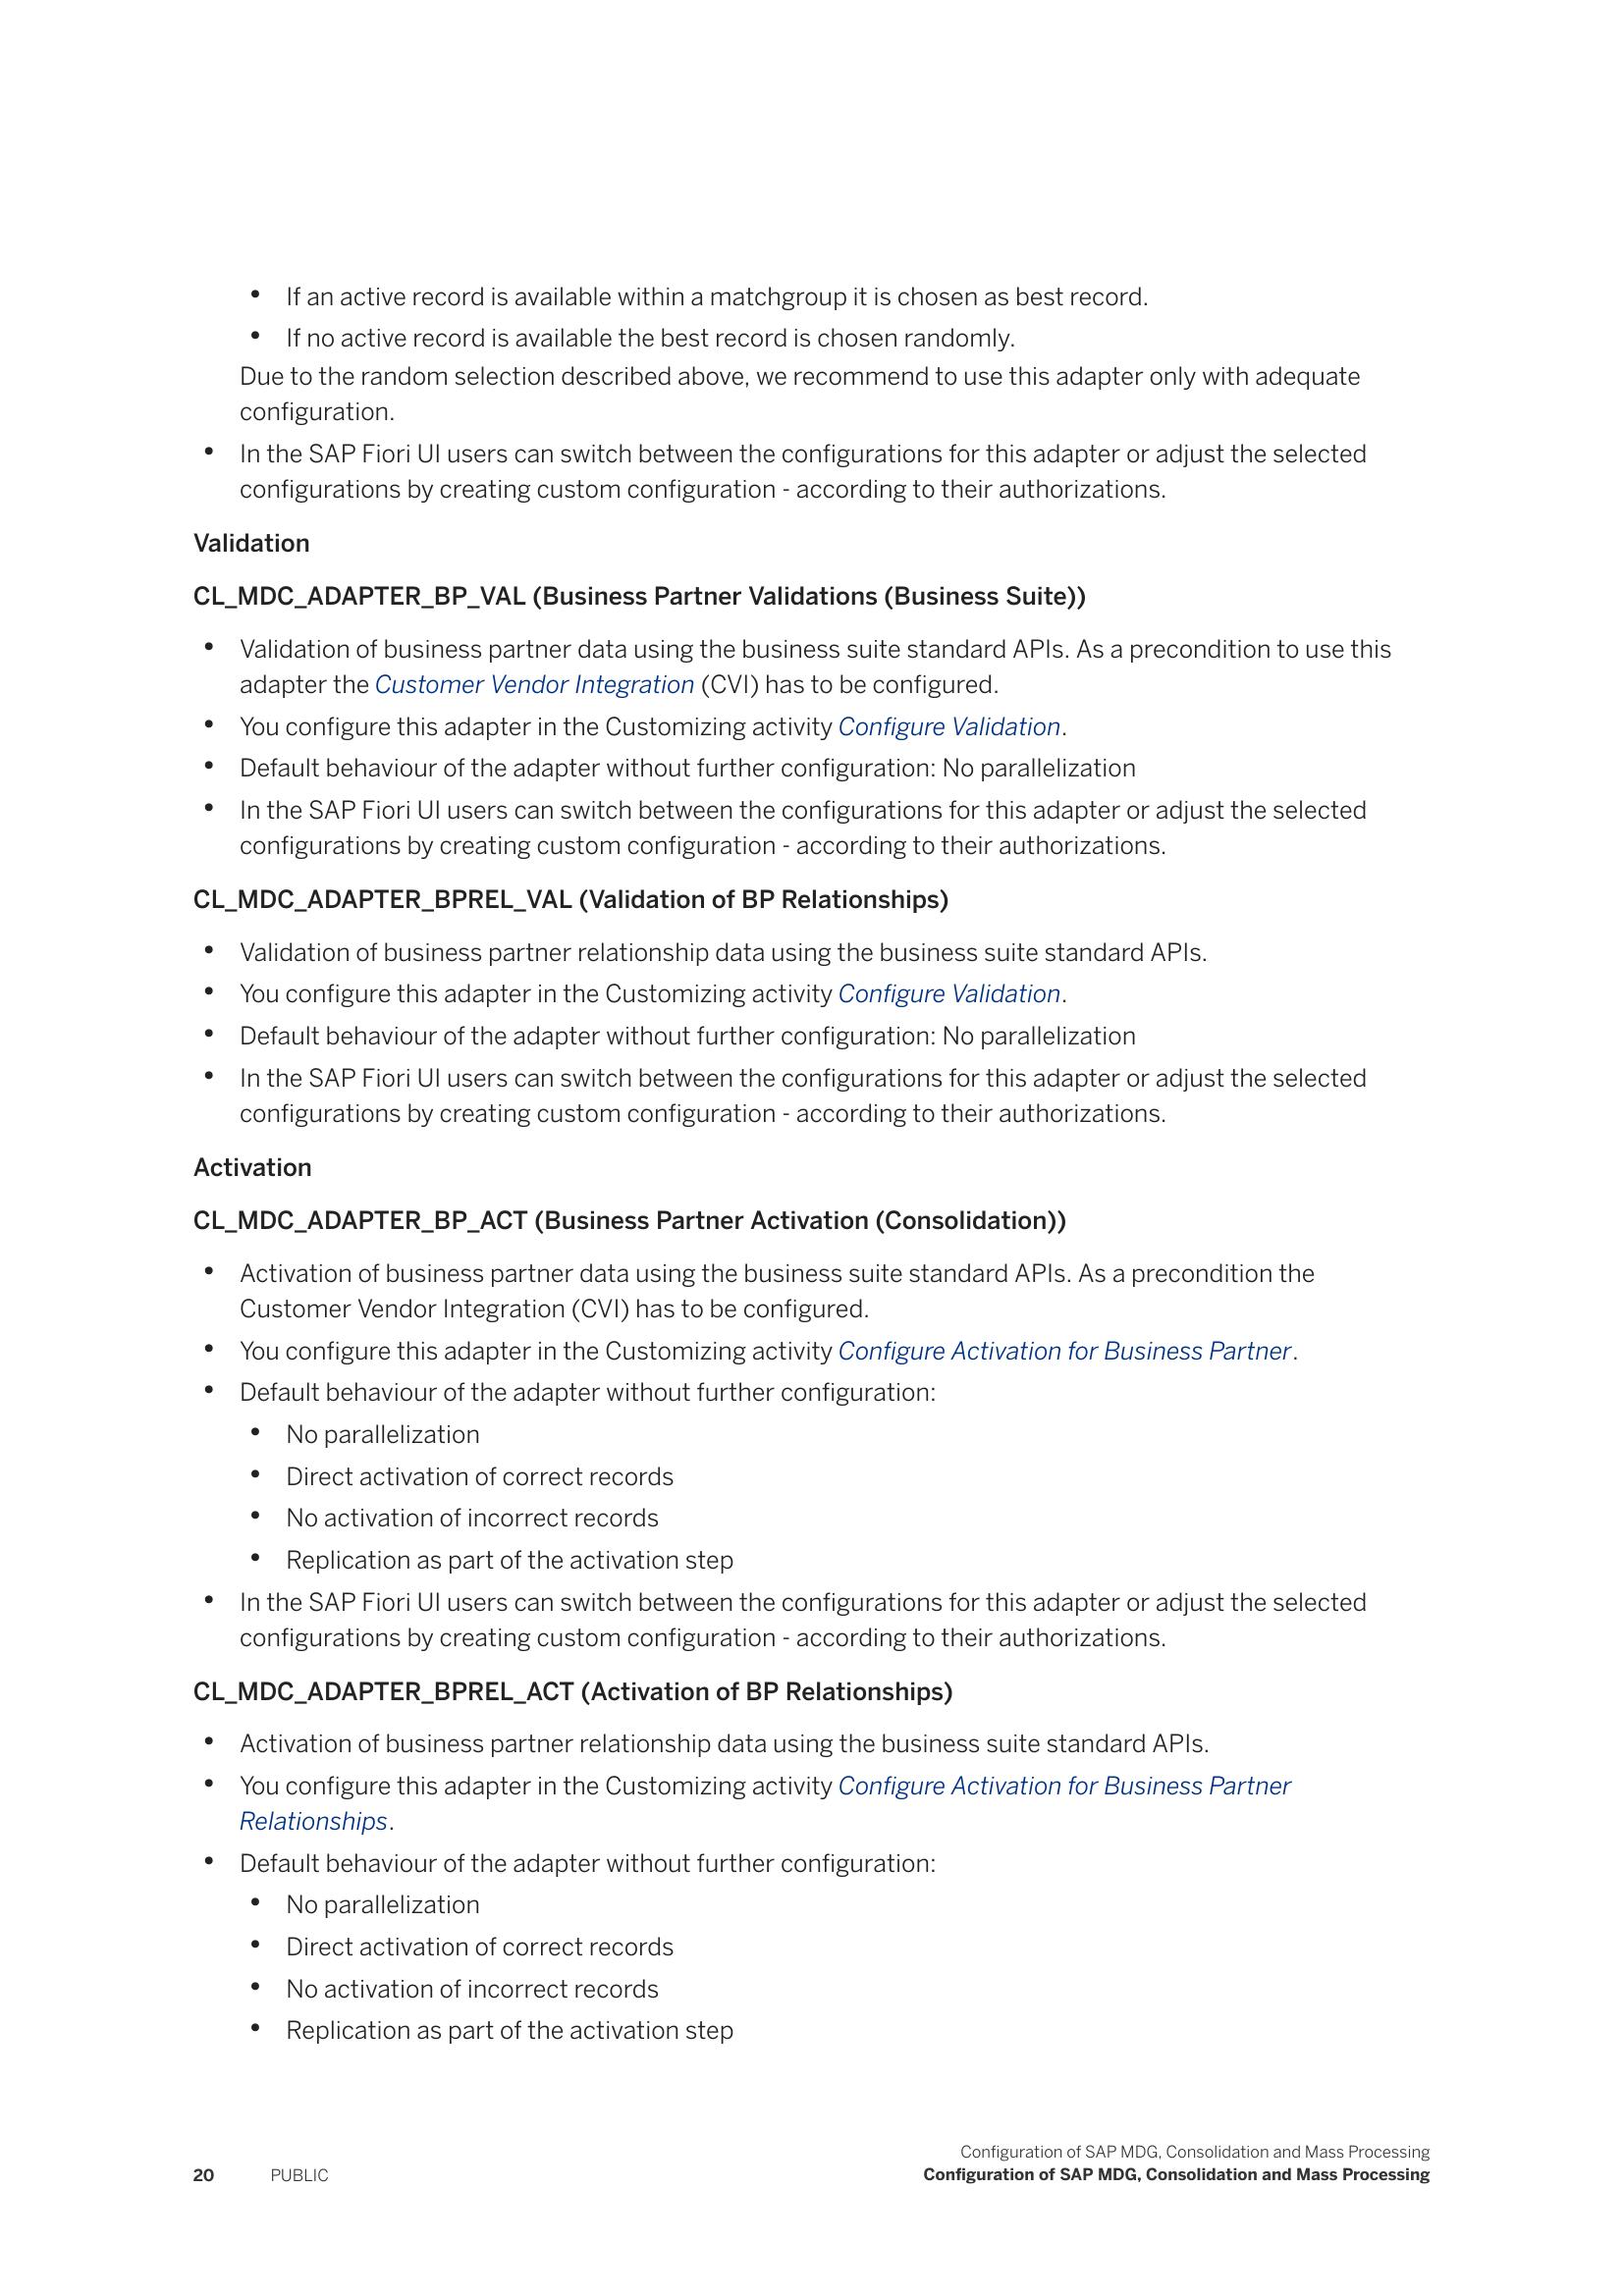 • If an active record is available within a matchgroup it is chosen as best record.
• If no active record is available the best record is chosen randomly.
Due to the random selection described above, we recommend to use this adapter only with adequate
configuration.
• In the SAP Fiori UI users can switch between the configurations for this adapter or adjust the selected
configurations by creating custom configuration - according to their authorizations.
Validation
CL_MDC_ADAPTER_BP_VAL (Business Partner Validations (Business Suite))
• Validation of business partner data using the business suite standard APIs. As a precondition to use this
adapter the Customer Vendor Integration (CVI) has to be configured.
• You configure this adapter in the Customizing activity Configure Validation.
• Default behaviour of the adapter without further configuration: No parallelization
• In the SAP Fiori UI users can switch between the configurations for this adapter or adjust the selected
configurations by creating custom configuration - according to their authorizations.
CL_MDC_ADAPTER_BPREL_VAL (Validation of BP Relationships)
• Validation of business partner relationship data using the business suite standard APIs.
• You configure this adapter in the Customizing activity Configure Validation.
• Default behaviour of the adapter without further configuration: No parallelization
• In the SAP Fiori UI users can switch between the configurations for this adapter or adjust the selected
configurations by creating custom configuration - according to their authorizations.
Activation
CL_MDC_ADAPTER_BP_ACT (Business Partner Activation (Consolidation))
• Activation of business partner data using the business suite standard APIs. As a precondition the
Customer Vendor Integration (CVI) has to be configured.
• You configure this adapter in the Customizing activity Configure Activation for Business Partner.
• Default behaviour of the adapter without further configuration:
• No parallelization
• Direct activation of correct records
• No activation of incorrect records
• Replication as part of the activation step
• In the SAP Fiori UI users can switch between the configurations for this adapter or adjust the selected
configurations by creating custom configuration - according to their authorizations.
CL_MDC_ADAPTER_BPREL_ACT (Activation of BP Relationships)
• Activation of business partner relationship data using the business suite standard APIs.
• You configure this adapter in the Customizing activity Configure Activation for Business Partner
Relationships.
• Default behaviour of the adapter without further configuration:
• No parallelization
• Direct activation of correct records
• No activation of incorrect records
• Replication as part of the activation step
Configuration of SAP MDG, Consolidation and Mass Processing
20 PUBLIC Configuration of SAP MDG, Consolidation and Mass Processing